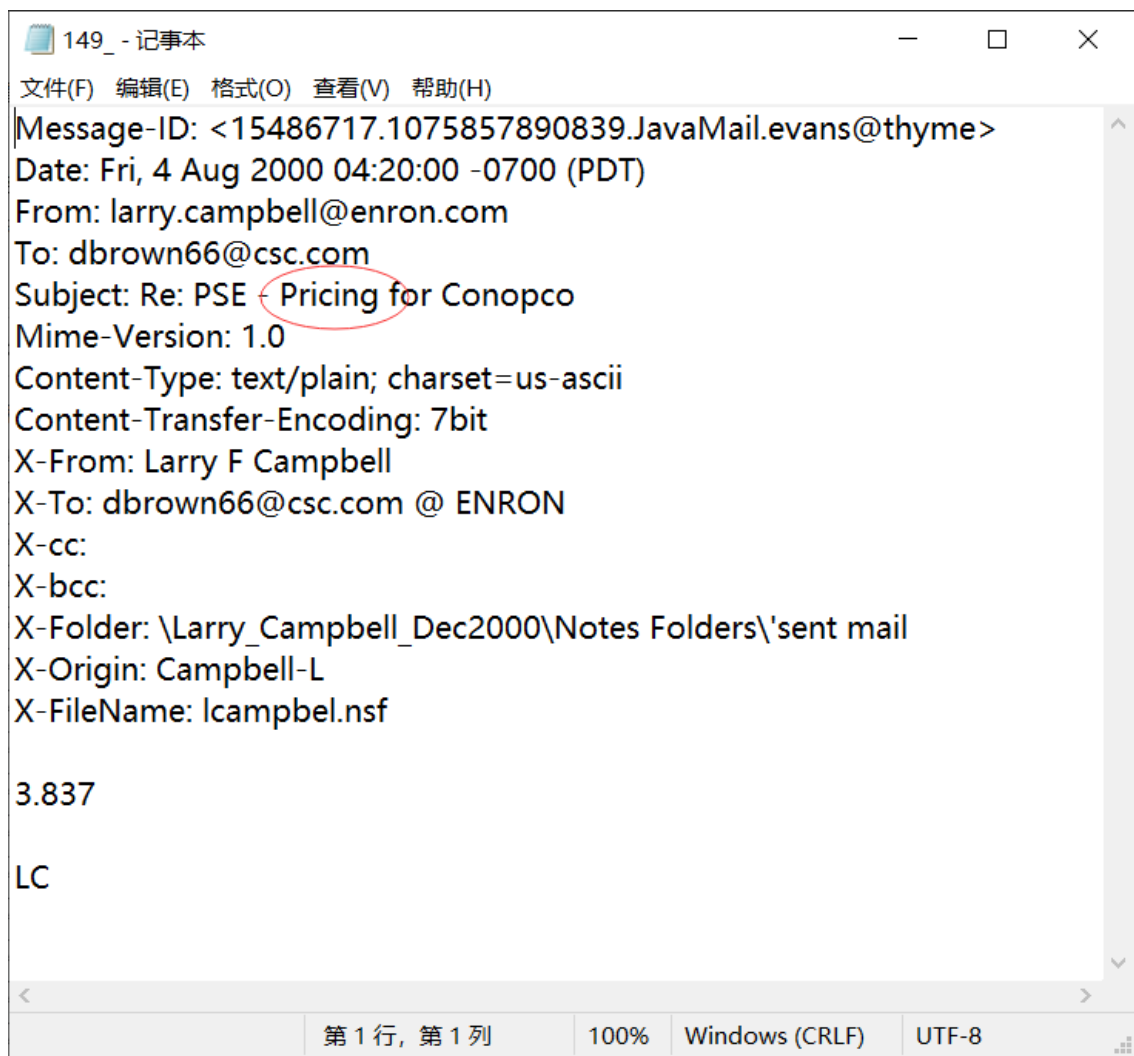 149_ - 记事本
文件(F) 编辑(E) 格式(O) 查看(V) 帮助(H)
Message-ID: <15486717.1075857890839.JavaMail.evans@thyme>
Date: Fri, 4 Aug 2000 04:20:00 -0700 (PDT)
From: larry.campbell@enron.com
To: dbrown66@csc.com
Subject: Re: PSE - Pricing for Conopco
Mime-Version: 1.0
Content-Type: text/plain; charset=us-ascii
Content-Transfer-Encoding: 7bit
X-From: Larry F Campbell
X-To: dbrown66@csc.com @ ENRON
X-cc:
X-bcc:
X-Folder: \Larry_Campbell_Dec2000\Notes Folders\'sent mail
X-Origin: Campbell-L
X-FileName: lcampbel.nsf
3.837
LC
第 1 行，第 1 列 100% Windows (CRLF) UTF-8